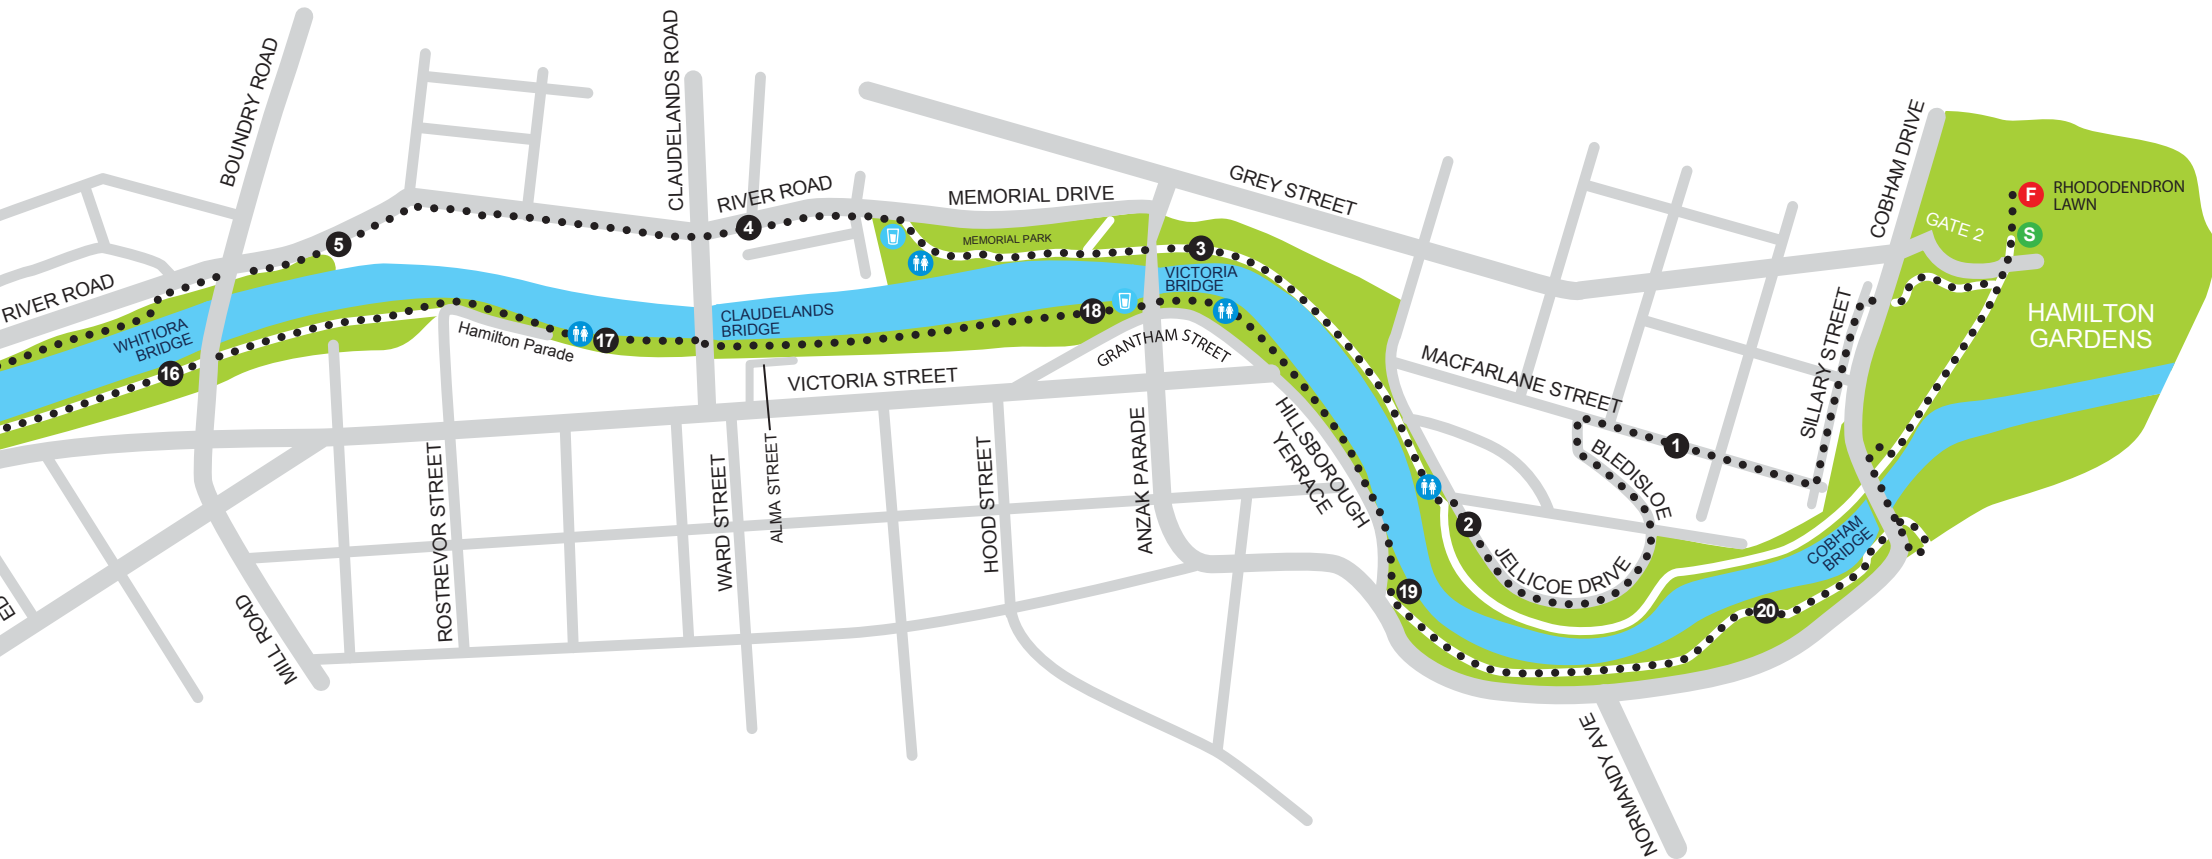 BOUNDRY ROAD
CLAUDELANDS ROAD
RIVER ROAD
MEMORIAL DRIVE
GREY STREET
COBHAM DRIVE
F
RHODODENDRON
LAWN
S
GATE 2
HAMILTON
GARDENS
5
4
MEMORIAL PARK
3
RIVER ROAD
WHITIORA
BRIDGE
16
Hamilton Parade
17
CLAUDELANDS
BRIDGE
18
VICTORIA
BRIDGE
GRANTHAM STREET
VICTORIA STREET
MACFARLANE STREET
SILLARY STREET
1
BLEDISLOE
HILLSBOROUGH
YERRACE
2
JELLICOE DRIVE
COBHAM
BRIDGE
19
20
ROSTREVOR STREET
WARD STREET
ALMA STREET
HOOD STREET
ANZAK PARADE
MILL ROAD
ED
NORMANDY AVE